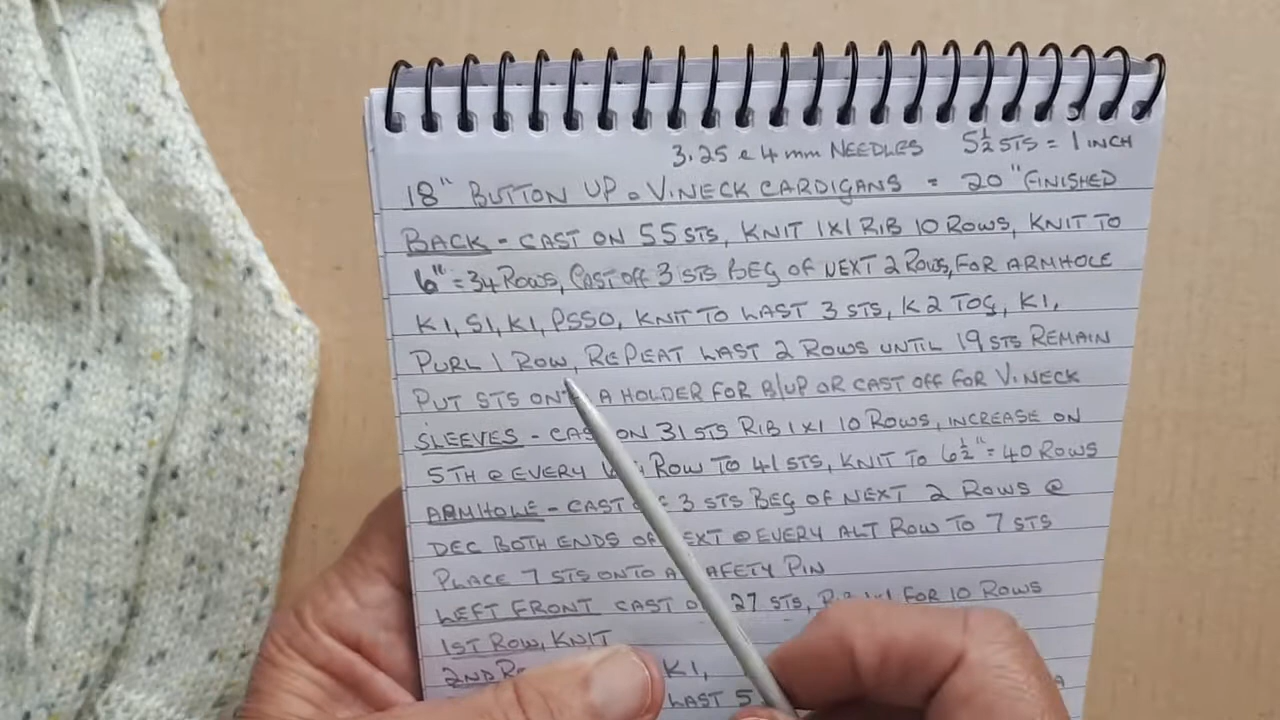 3.25 & 4mm NEEDLES 5½ STS = 1 INCH
18" BUTTON UP & V.NECK CARDIGANS = 20" FINISHED
BACK - CAST ON 55 STS, KNIT 1X1 RIB 10 ROWS, KNIT TO
6" = 34 ROWS, CAST OFF 3 STS BEG OF NEXT 2 ROWS, FOR ARMHOLE
K1, S1, K1, PSSO, KNIT TO LAST 3 STS, K2 TOG, K1,
PURL 1 ROW, REPEAT LAST 2 ROWS UNTIL 19 STS REMAIN
PUT STS A HOLDER FOR B/UP OR CAST OFF FOR V.NECK
SLEEVES - ON 31 STS RIB 1X1 10 ROWS, INCREASE ON
5TH & EVERY ROW TO 41 STS, KNIT TO 6½" = 40 ROWS
ARMHOLE - CAST 3 STS BEG OF NEXT 2 ROWS &
DEC BOTH ENDS OF & EVERY ALT ROW TO 7 STS
PLACE 7 STS ONTO A PIN
LEFT FRONT CAST 27 STS, 1X1 FOR 10 ROWS
1ST ROW, KNIT
2ND K1,
LAST 5